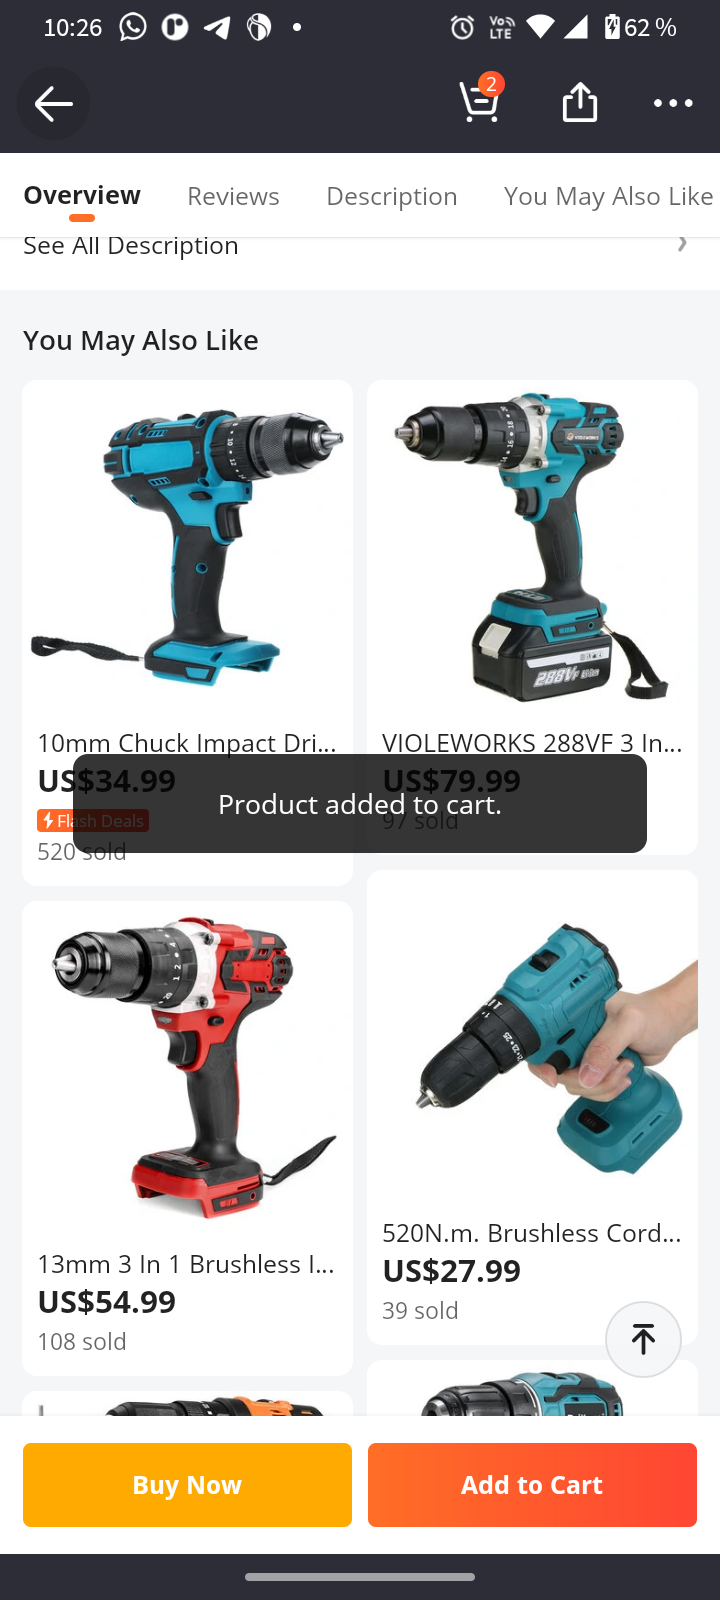 10:26
Vo
LTE
62 %
2
Overview
Reviews
Description
You May Also Like
See All Description
You May Also Like
VIOLEWORKS
288VF
10mm Chuck Impact Dri...
US$34.99
Flash Deals
520 sold
VIOLEWORKS 288VF 3 In...
US$79.99
97 sold
Product added to cart.
13mm 3 In 1 Brushless I...
US$54.99
108 sold
520N.m. Brushless Cord...
US$27.99
39 sold
Buy Now
Add to Cart